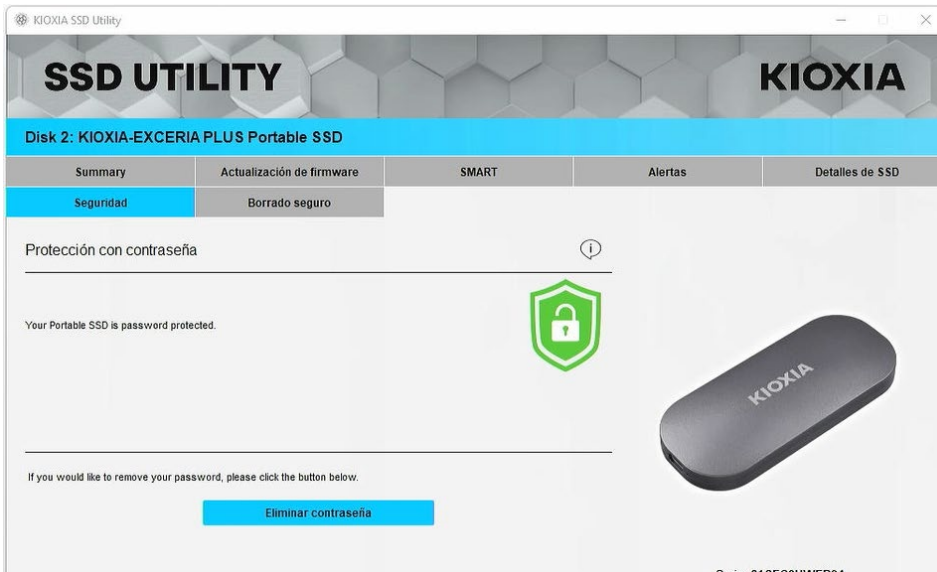 KIOXIA SSD Utility
SSD UTILITY
KIOXIA
Disk 2: KIOXIA-EXCERIA PLUS Portable SSD
Summary
Actualización de firmware
SMART
Alertas
Detalles de SSD
Seguridad
Borrado seguro
Protección con contraseña
Your Portable SSD is password protected.
KIOXIA
If you would like to remove your password, please click the button below.
Eliminar contraseña